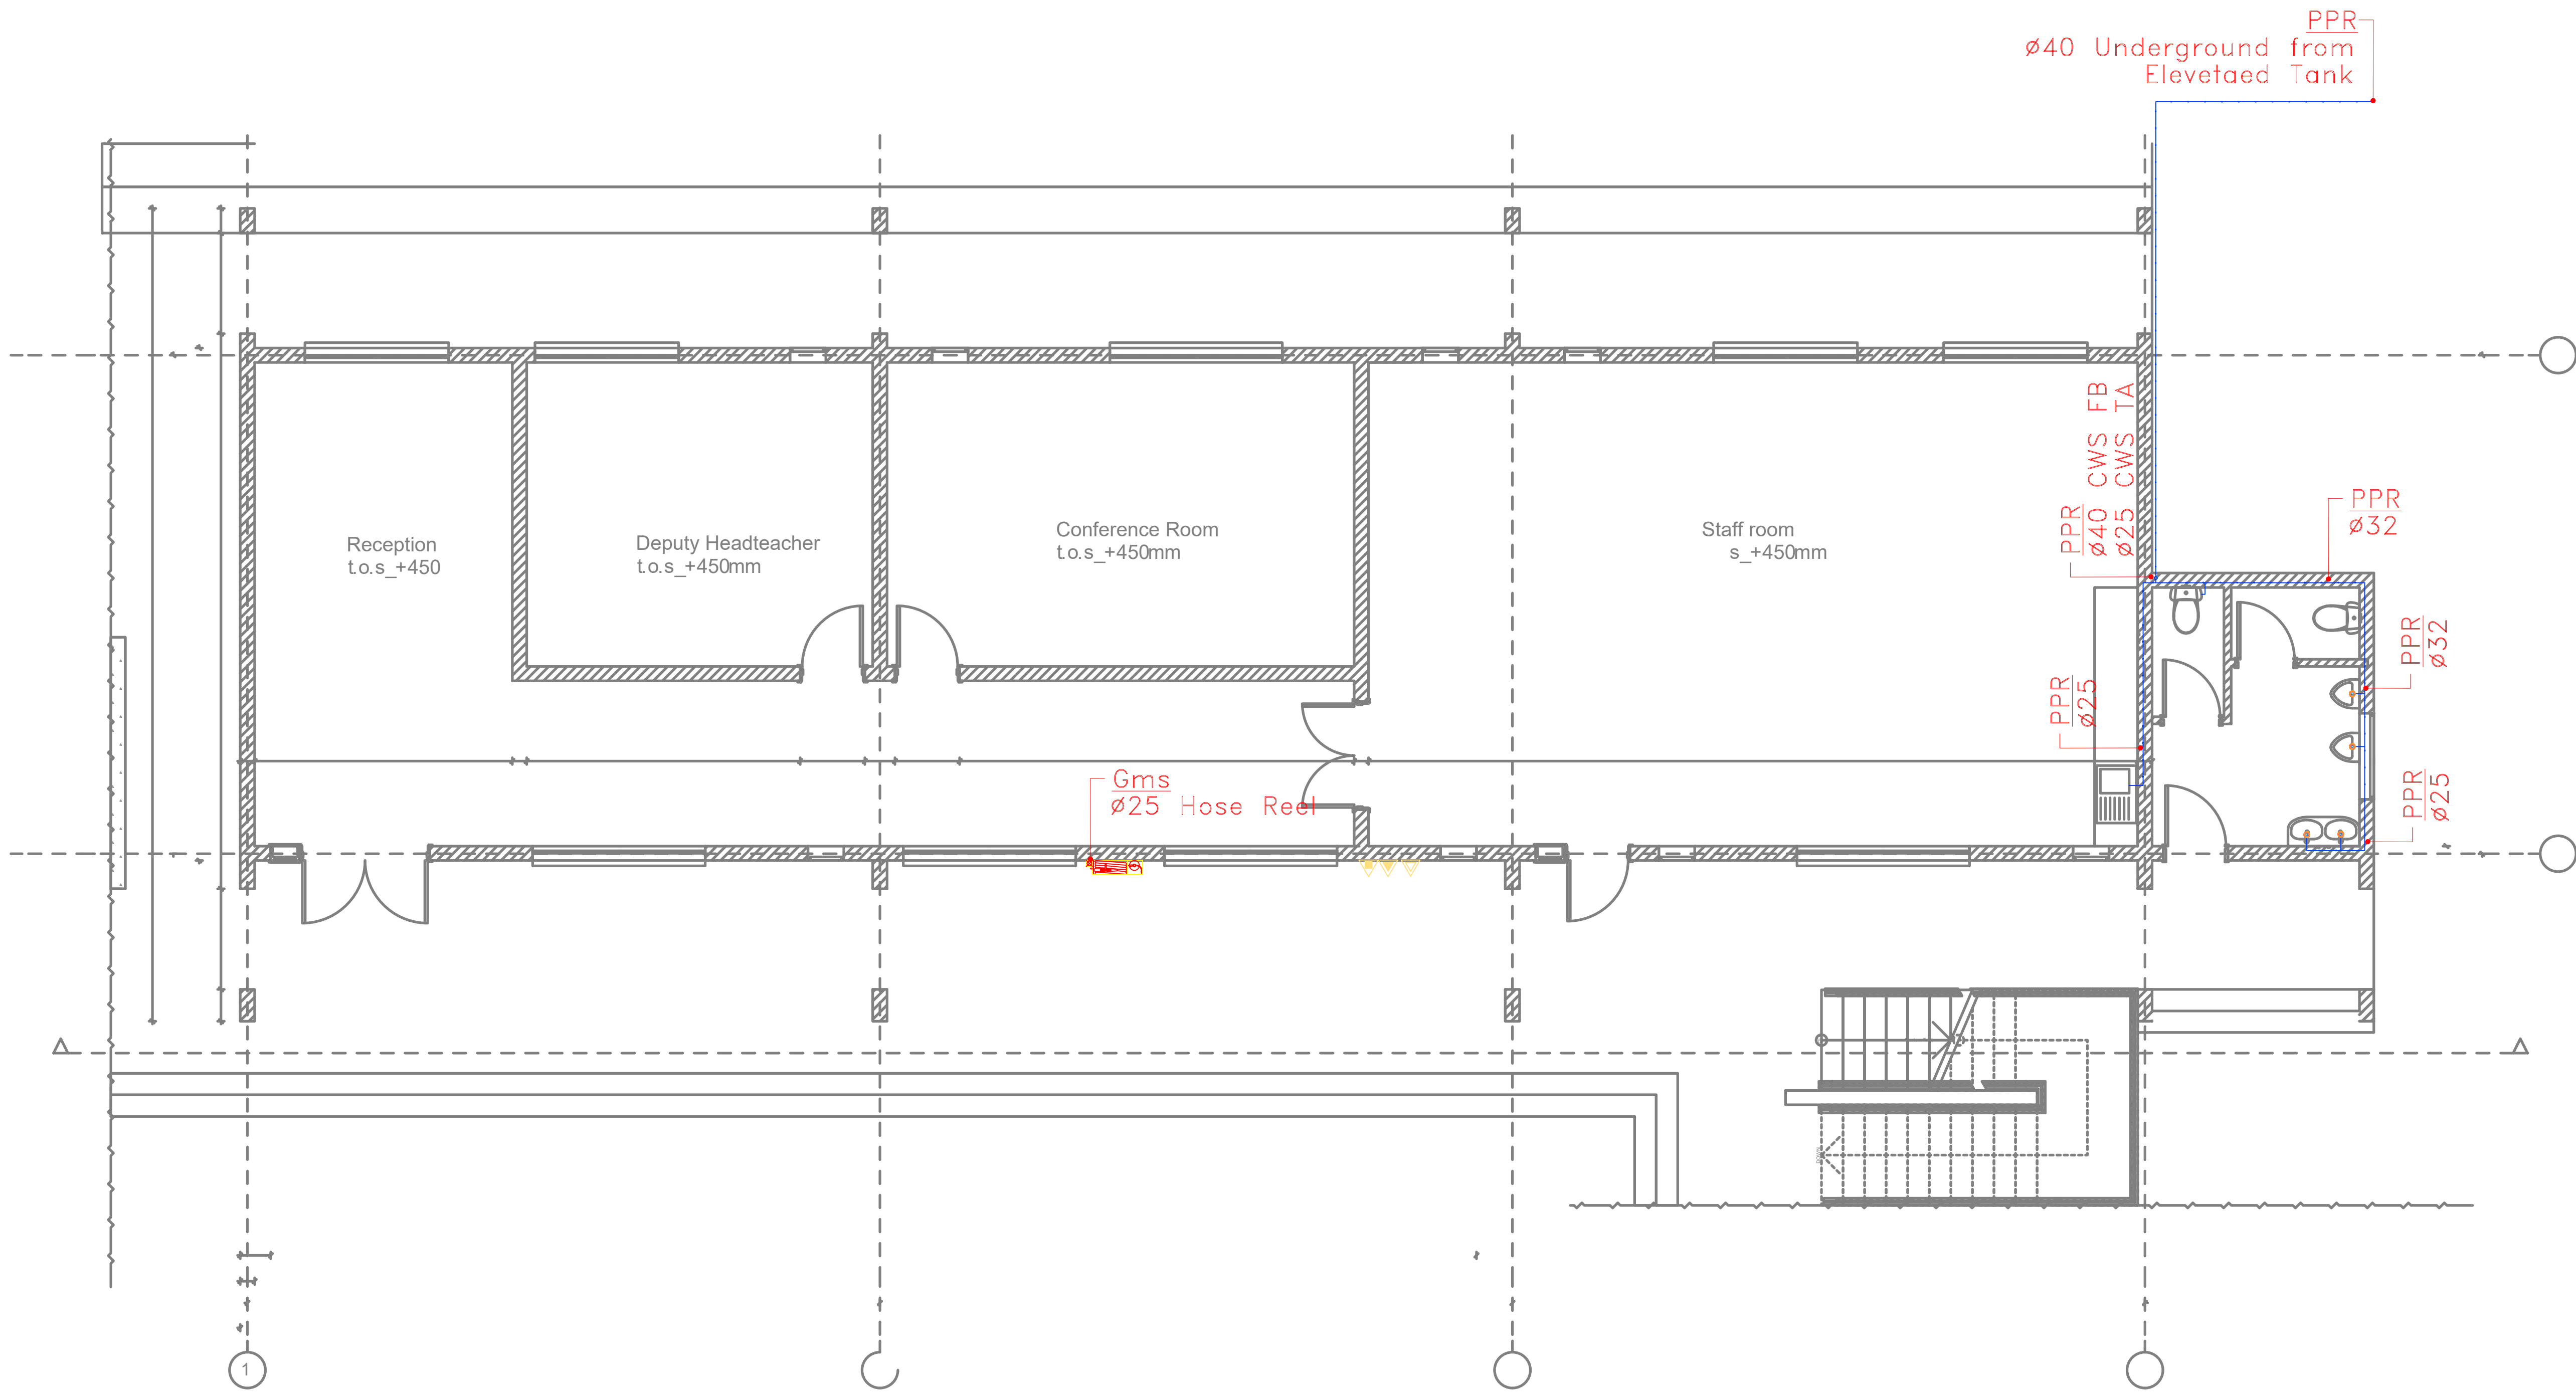 PPR
ø40 Underground from
Elevetaed Tank
PPR
ø40 CWS FB
ø25 CWS TA
PPR
ø32
Reception
t.o.s_+450
Deputy Headteacher
t.o.s_+450mm
Conference Room
t.o.s_+450mm
Staff room
s_+450mm
PPR
ø32
PPR
ø25
Gms
ø25 Hose Reel
PPR
ø25
1